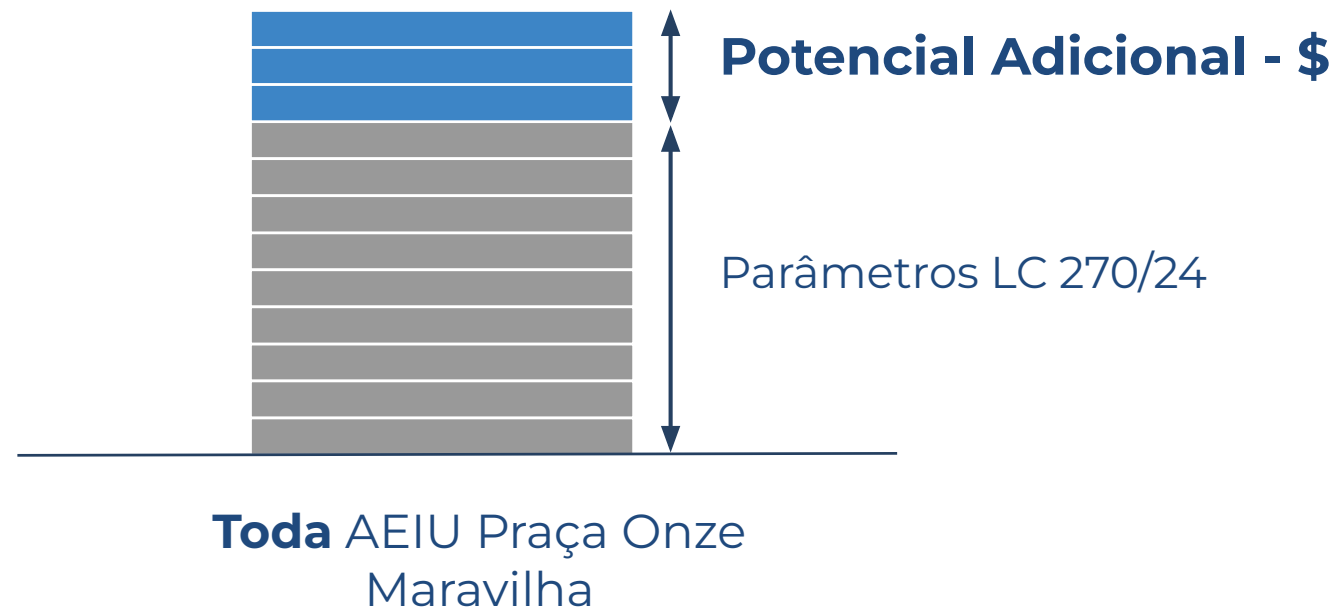 Potencial Adicional - $
Parâmetros LC 270/24
Toda AEIU Praça Onze
Maravilha